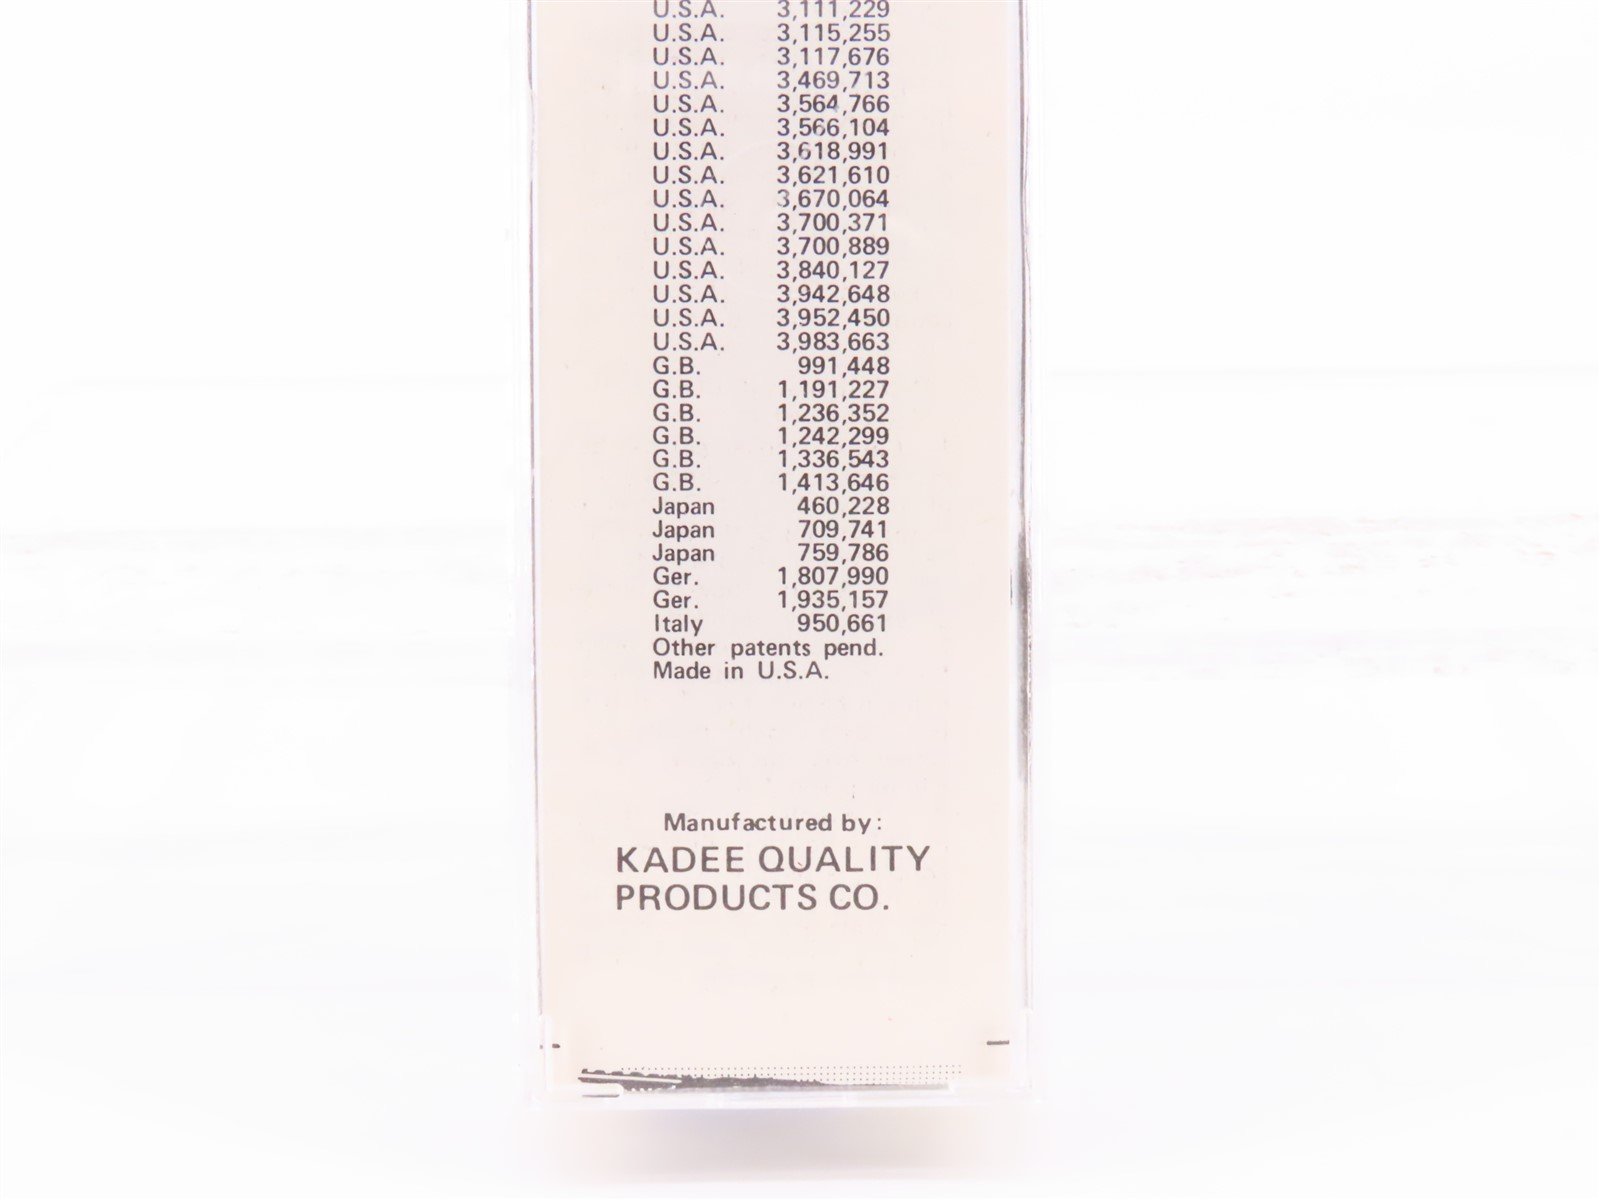 U.S.A. 3,111,229
U.S.A. 3,115,255
U.S.A. 3,117,676
U.S.A. 3,469,713
U.S.A. 3,564,766
U.S.A. 3,566,104
U.S.A. 3,618,991
U.S.A. 3,621,610
U.S.A. 3,670,064
U.S.A. 3,700,371
U.S.A. 3,700,889
U.S.A. 3,840,127
U.S.A. 3,942,648
U.S.A. 3,952,450
U.S.A. 3,983,663
G.B. 991,448
G.B. 1,191,227
G.B. 1,236,352
G.B. 1,242,299
G.B. 1,336,543
G.B. 1,413,646
Japan 460,228
Japan 709,741
Japan 759,786
Ger. 1,807,990
Ger. 1,935,157
Italy 950,661
Other patents pend.
Made in U.S.A.
Manufactured by:
KADEE QUALITY
PRODUCTS CO.